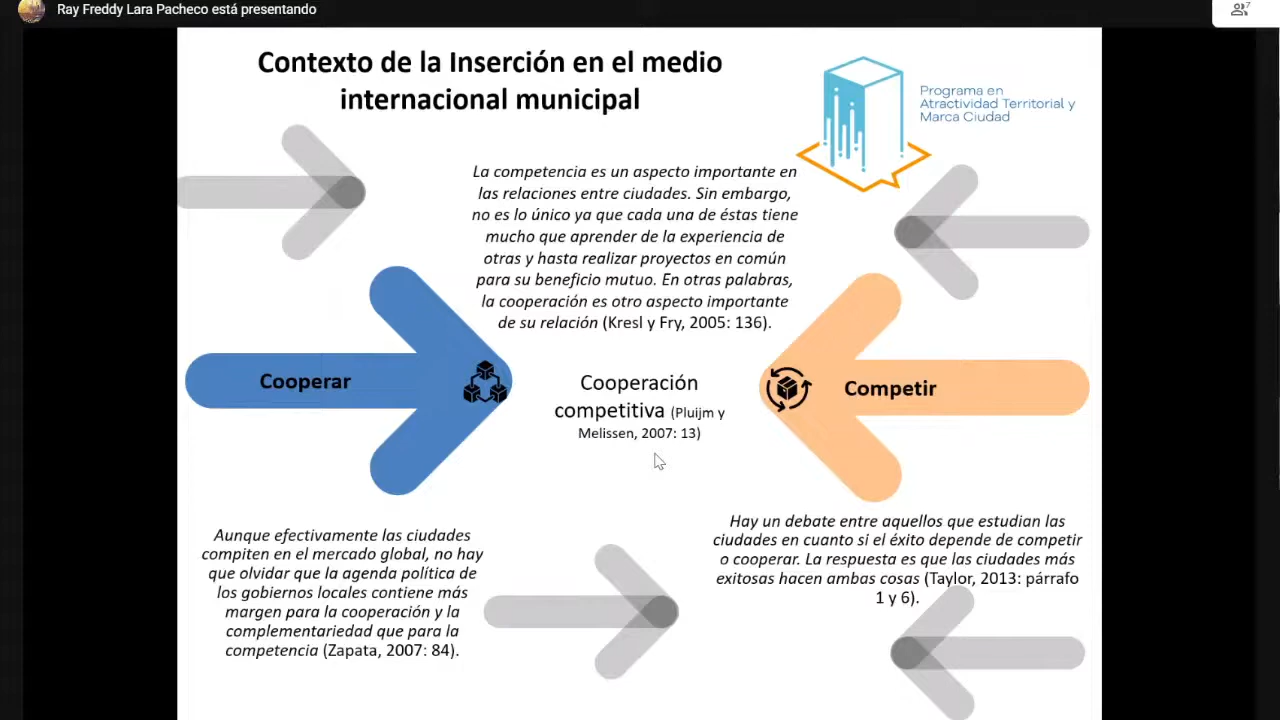 Ray Freddy Lara Pacheco está presentando
7
Contexto de la Inserción en el medio
internacional municipal
Programa en
Atractividad Territorial y
Marca Ciudad
La competencia es un aspecto importante en
las relaciones entre ciudades. Sin embargo,
no es lo único ya que cada una de éstas tiene
mucho que aprender de la experiencia de
otras y hasta realizar proyectos en común
para su beneficio mutuo. En otras palabras,
la cooperación es otro aspecto importante
de su relación (Kresl y Fry, 2005: 136).
Cooperar
Cooperación
competitiva (Pluijm y
Melissen, 2007: 13)
Competir
Aunque efectivamente las ciudades
compiten en el mercado global, no hay
que olvidar que la agenda política de
los gobiernos locales contiene más
margen para la cooperación y la
complementariedad que para la
competencia (Zapata, 2007: 84).
Hay un debate entre aquellos que estudian las
ciudades en cuanto si el éxito depende de competir
o cooperar. La respuesta es que las ciudades más
exitosas hacen ambas cosas (Taylor, 2013: párrafo
1 y 6).